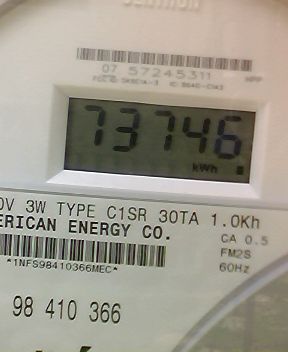 07 57245311
73746
kWh
0V 3W TYPE C1SR 30TA 1.0Kh
ERICAN ENERGY CO.
CA 0.5
FM2S
60Hz
*1NFS98410366MEC*
98 410 366